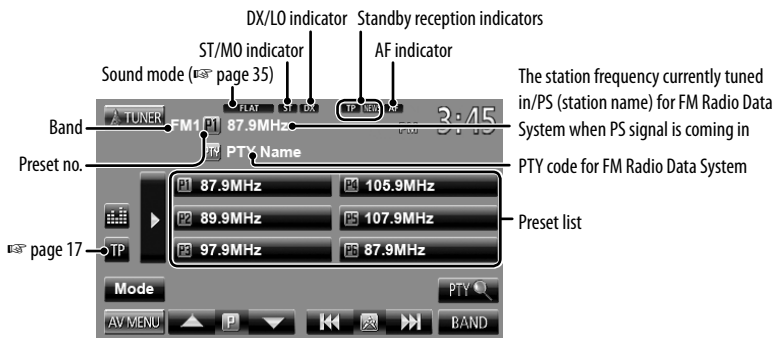 DX/LO indicator Standby reception indicators
ST/MO indicator AF indicator
Sound mode (☞ page 35)
The station frequency currently tuned
in/PS (station name) for FM Radio Data
System when PS signal is coming in
FLAT ST DX TP NEWS AF
TUNER
Band FM1 P1 87.9MHz PM 3:45
Preset no. PTY PTY Name PTY code for FM Radio Data System
P1 87.9MHz P4 105.9MHz
P2 89.9MHz P5 107.9MHz Preset list
☞ page 17 TP P3 97.9MHz P6 87.9MHz
Mode PTY
AV MENU P BAND